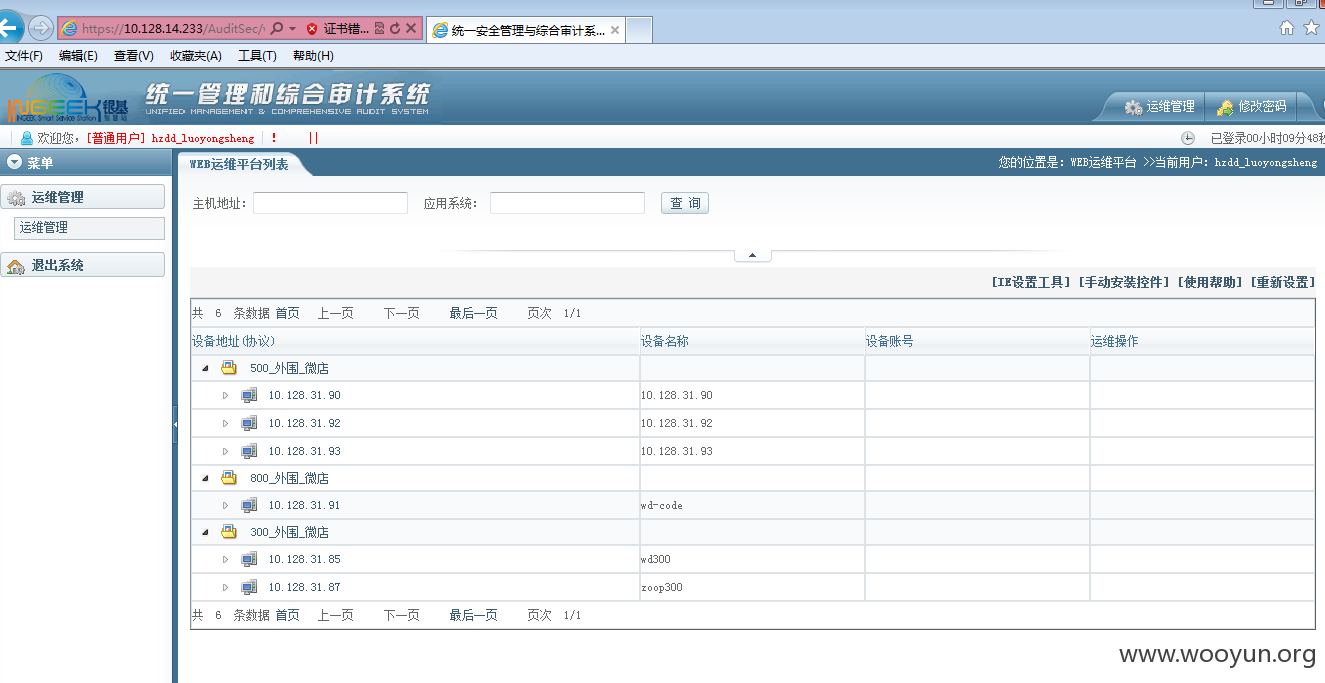 https://10.128.14.233/AuditSec/ 证书错... 统一安全管理与综合审计系...
文件(F) 编辑(E) 查看(V) 收藏夹(A) 工具(T) 帮助(H)
INGEEK银基 统一管理和综合审计系统
INGEEK Smart Service Station UNIFIED MANAGEMENT & COMPREHENSIVE AUDIT SYSTEM
运维管理 修改密码
欢迎您,[普通用户] hzdd_luoyongsheng ! || 已登录00小时09分48秒
菜单 WEB运维平台列表 您的位置是: WEB运维平台 >>当前用户: hzdd_luoyongsheng
运维管理
运维管理
退出系统
主机地址: 应用系统: 查 询
[IE设置工具] [手动安装控件] [使用帮助] [重新设置]
共 6 条数据 首页 上一页 下一页 最后一页 页次 1/1
设备地址(协议) 设备名称 设备账号 运维操作
500_外围_微店
10.128.31.90 10.128.31.90
10.128.31.92 10.128.31.92
10.128.31.93 10.128.31.93
800_外围_微店
10.128.31.91 wd-code
300_外围_微店
10.128.31.85 wd300
10.128.31.87 zoop300
共 6 条数据 首页 上一页 下一页 最后一页 页次 1/1
www.wooyun.org